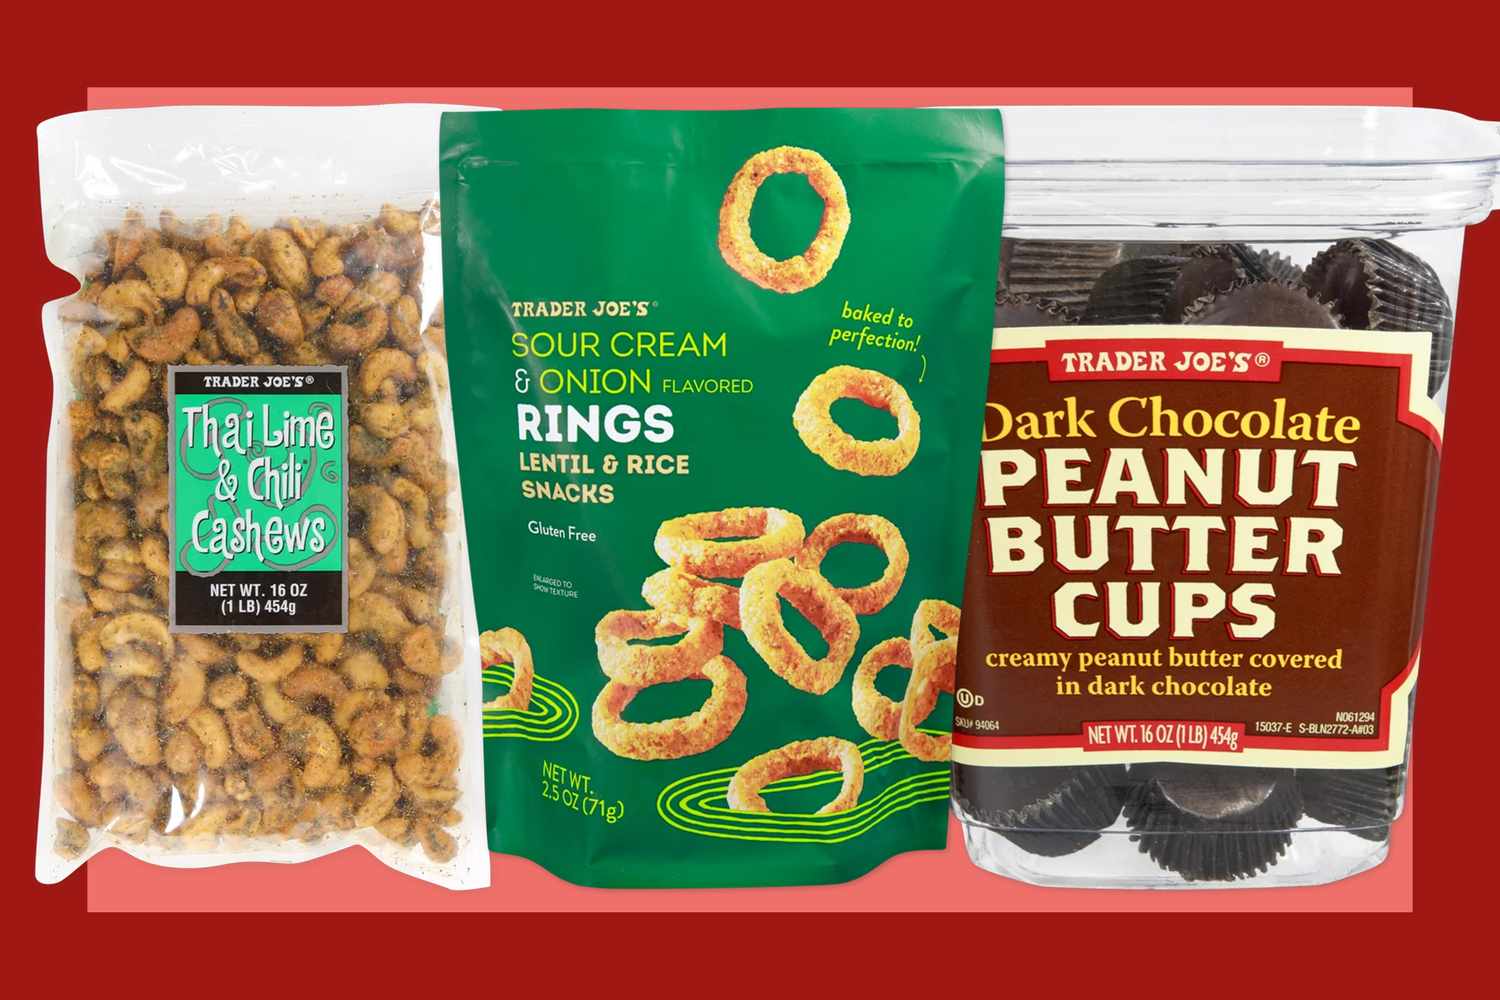 TRADER JOE'S®
Thai Lime
& Chili
Cashews
NET WT. 16 OZ
(1 LB) 454g
TRADER JOE'S®
SOUR CREAM
& ONION FLAVORED
RINGS
LENTIL & RICE
SNACKS
Gluten Free
ENLARGED TO
SHOW TEXTURE
baked to
perfection!
NET WT.
2.5 OZ (71g)
TRADER JOE'S®
Dark Chocolate
PEANUT
BUTTER
CUPS
creamy peanut butter covered
in dark chocolate
U D
SKU# 94064
NET WT. 16 OZ (1 LB) 454g
N061294
15037-E S-BLN2772-A#03